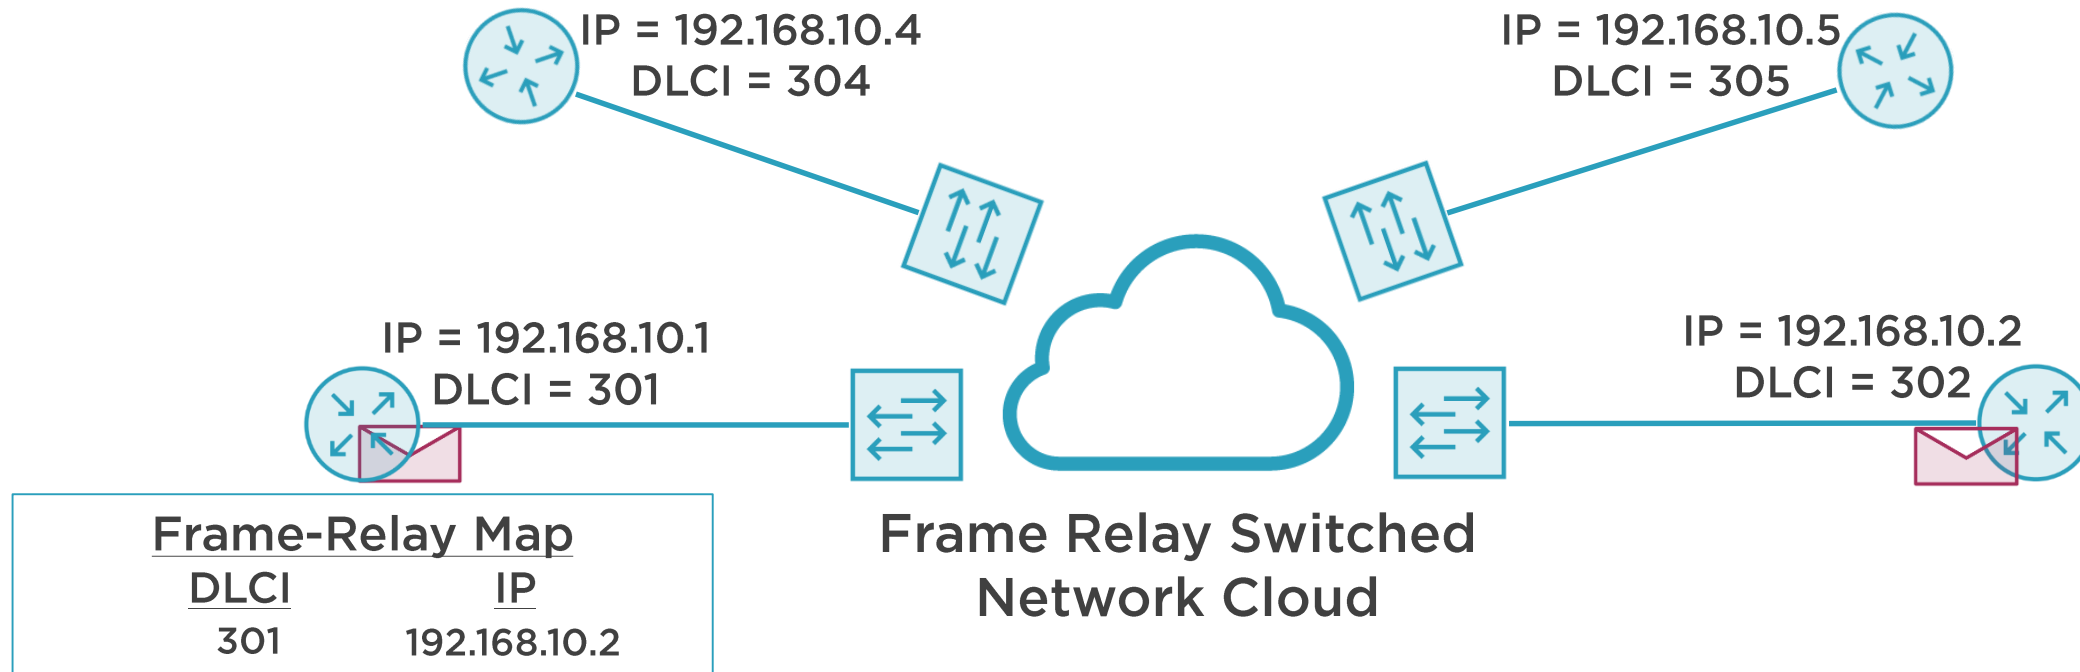 IP = 192.168.10.4
DLCI = 304
IP = 192.168.10.5
DLCI = 305
IP = 192.168.10.1
DLCI = 301
IP = 192.168.10.2
DLCI = 302
Frame-Relay Map
DLCI IP
301 192.168.10.2
Frame Relay Switched
Network Cloud